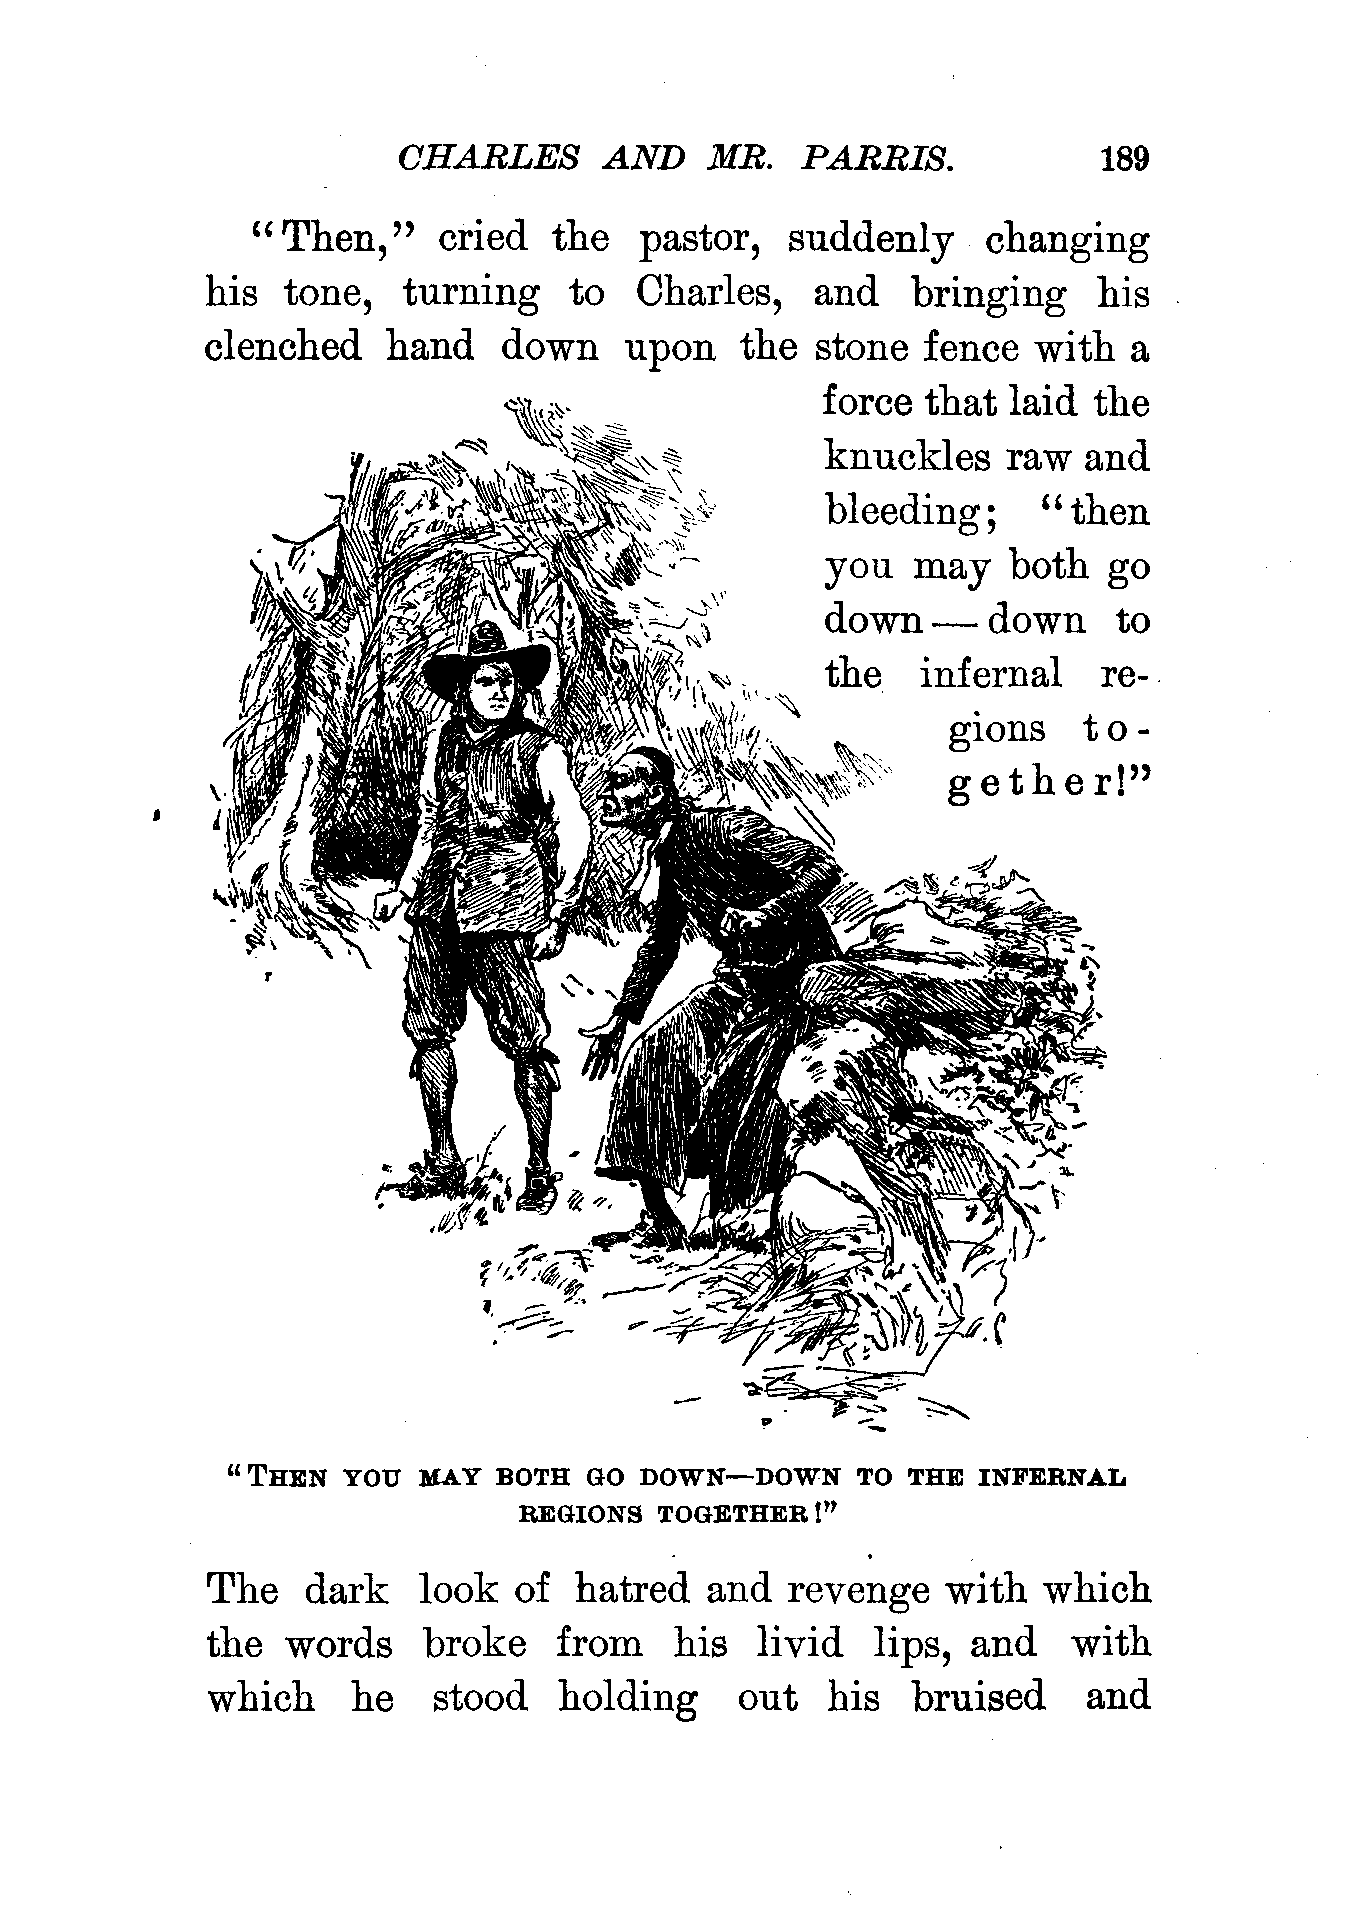 CHARLES AND MR. PARRIS. 189
“Then,” cried the pastor, suddenly changing
his tone, turning to Charles, and bringing his
clenched hand down upon the stone fence with a
force that laid the
knuckles raw and
bleeding; “then
you may both go
down — down to
the infernal re-
gions to-
gether!”
“THEN YOU MAY BOTH GO DOWN—DOWN TO THE INFERNAL
REGIONS TOGETHER!”
The dark look of hatred and revenge with which
the words broke from his livid lips, and with
which he stood holding out his bruised and